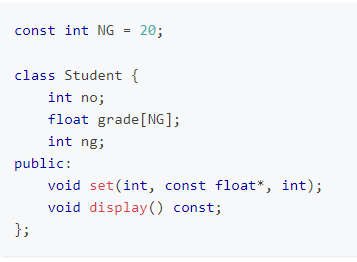 const int NG = 20;

class Student {
    int no;
    float grade[NG];
    int ng;
public:
    void set(int, const float*, int);
    void display() const;
};